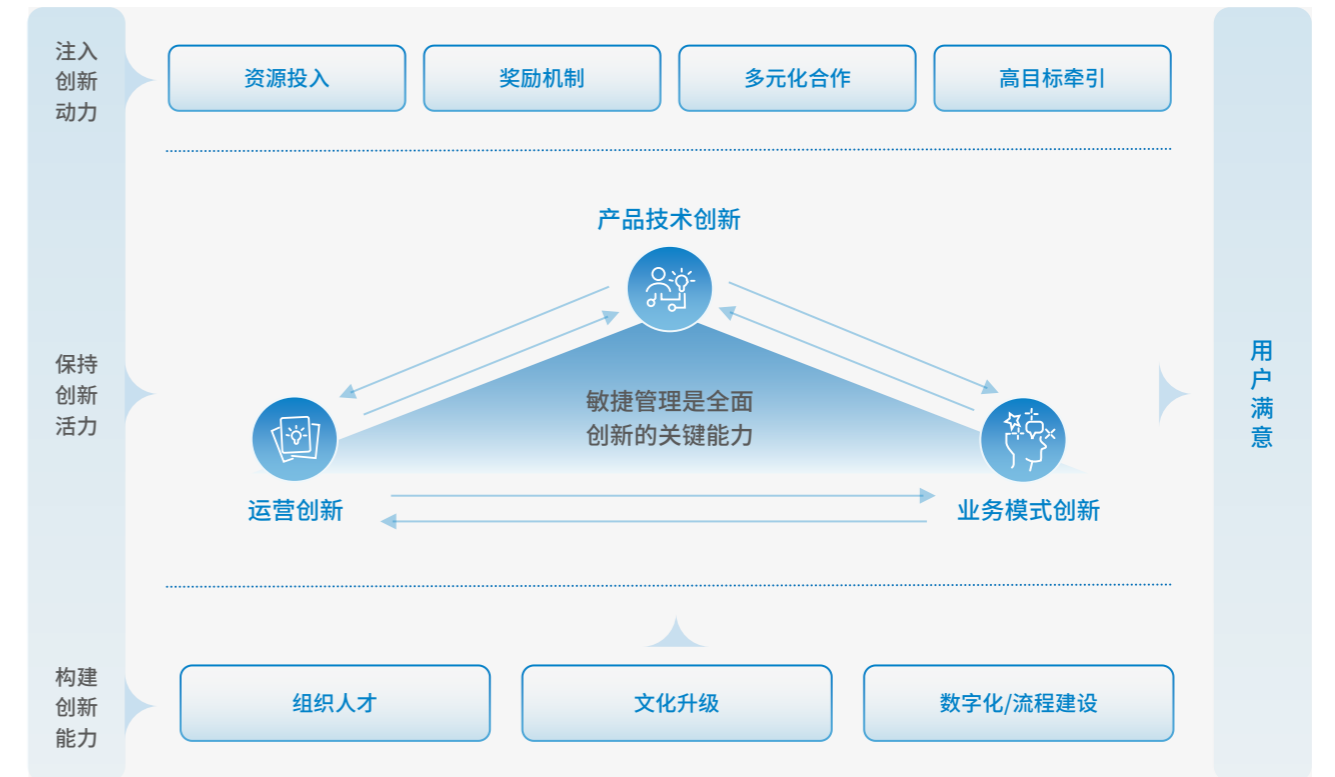 注入
创新
动力
资源投入
奖励机制
多元化合作
高目标牵引
产品技术创新
保持
创新
活力
敏捷管理是全面
创新的关键能力
运营创新
业务模式创新
用
户
满
意
构建
创新
能力
组织人才
文化升级
数字化/流程建设